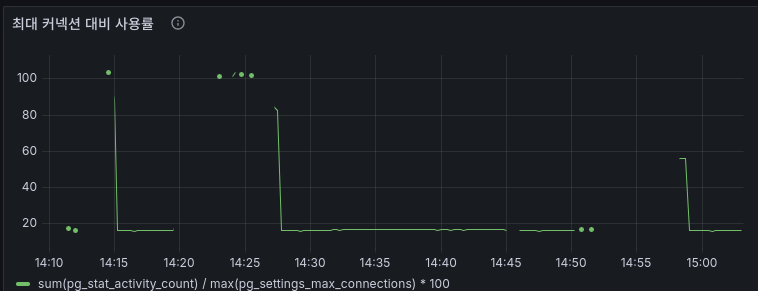 최대 커넥션 대비 사용률
100
80
60
40
20
14:10 14:15 14:20 14:25 14:30 14:35 14:40 14:45 14:50 14:55 15:00
sum(pg_stat_activity_count) / max(pg_settings_max_connections) * 100